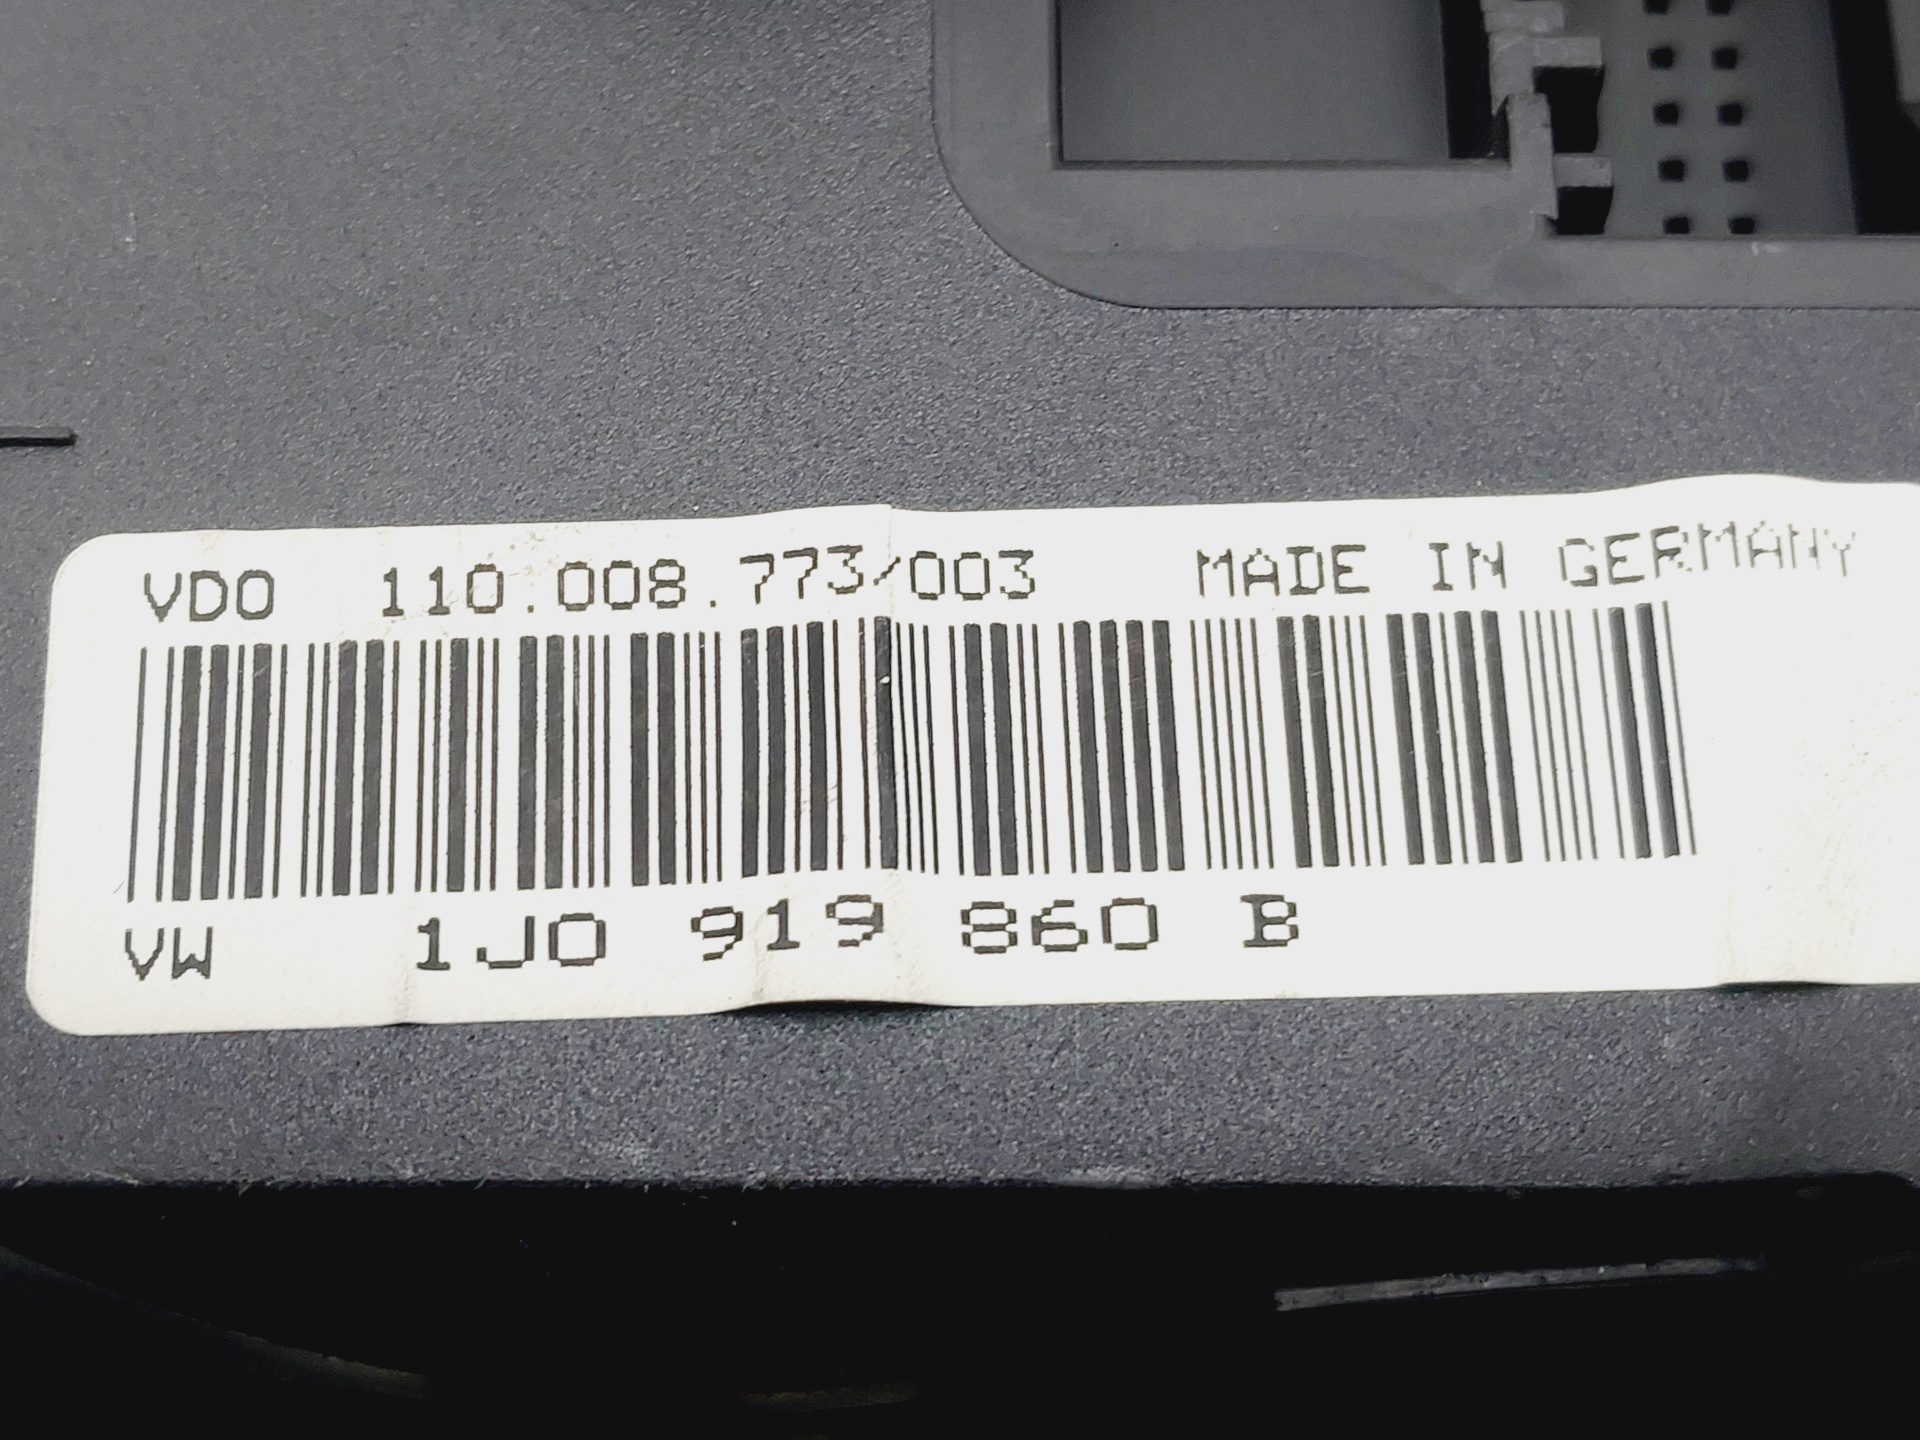 VDO 110.008.773/003 MADE IN GERMANY
VW 1J0 919 860 B